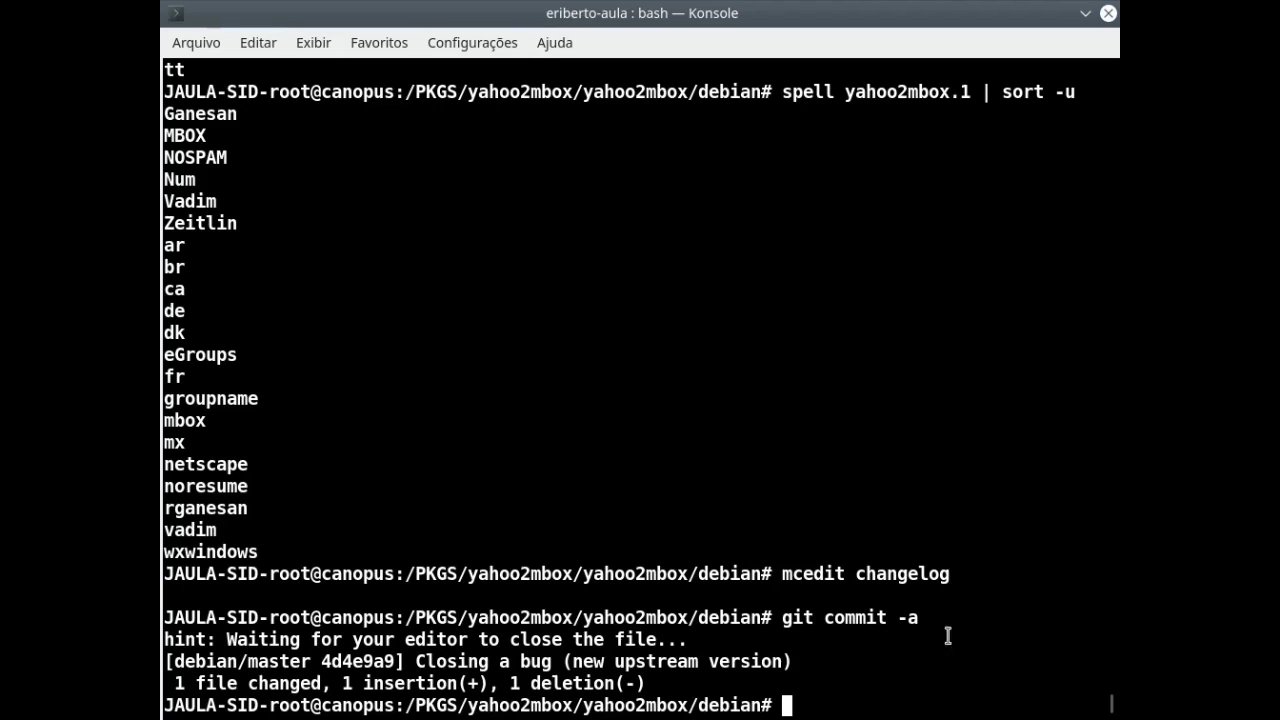 eriberto-aula : bash — Konsole
Arquivo Editar Exibir Favoritos Configurações Ajuda
tt
JAULA-SID-root@canopus:/PKGS/yahoo2mbox/yahoo2mbox/debian# spell yahoo2mbox.1 | sort -u
Ganesan
MBOX
NOSPAM
Num
Vadim
Zeitlin
ar
br
ca
de
dk
eGroups
fr
groupname
mbox
mx
netscape
noresume
rganesan
vadim
wxwindows
JAULA-SID-root@canopus:/PKGS/yahoo2mbox/yahoo2mbox/debian# mcedit changelog
JAULA-SID-root@canopus:/PKGS/yahoo2mbox/yahoo2mbox/debian# git commit -a
hint: Waiting for your editor to close the file...
[debian/master 4d4e9a9] Closing a bug (new upstream version)
1 file changed, 1 insertion(+), 1 deletion(-)
JAULA-SID-root@canopus:/PKGS/yahoo2mbox/yahoo2mbox/debian#